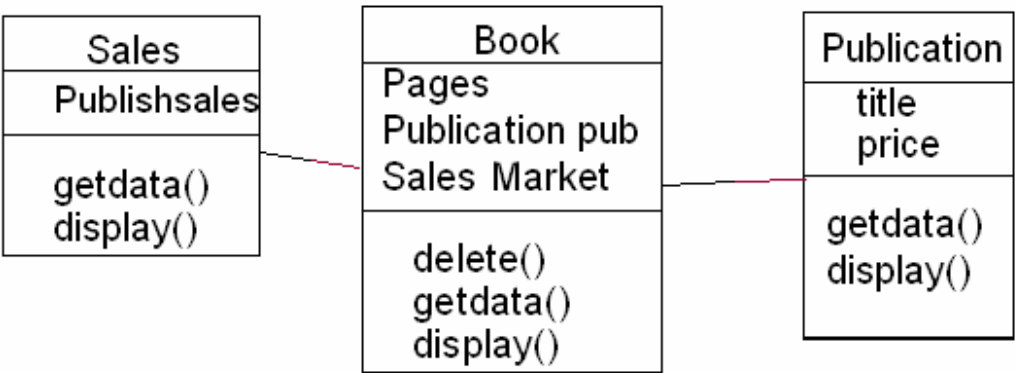 Sales
Publishsales
getdata()
display()
Book
Pages
Publication pub
Sales Market
delete()
getdata()
display()
Publication
title
price
getdata()
display()